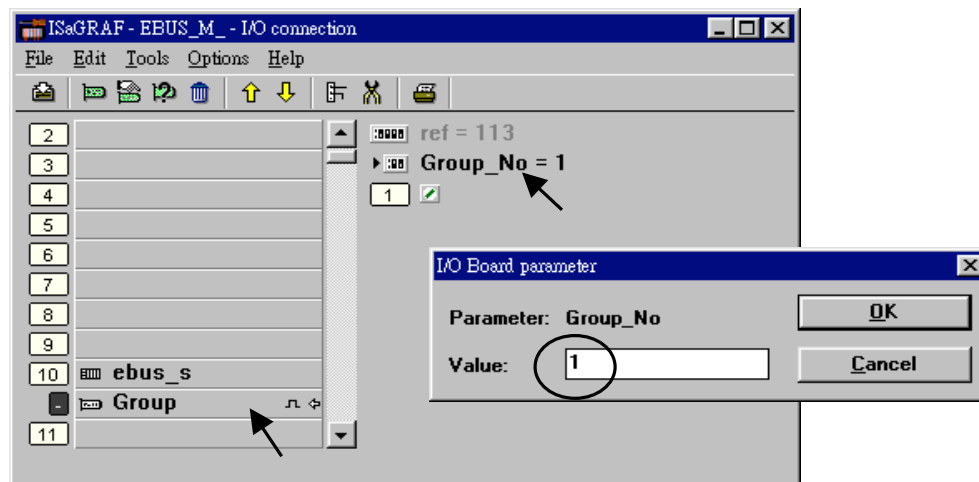 ISaGRAF - EBUS_M_ - I/O connection
File Edit Tools Options Help
2
3
4
5
6
7
8
9
10 ebus_s
- Group
11
ref = 113
Group_No = 1
1
I/O Board parameter
Parameter: Group_No
OK
Value: 1
Cancel